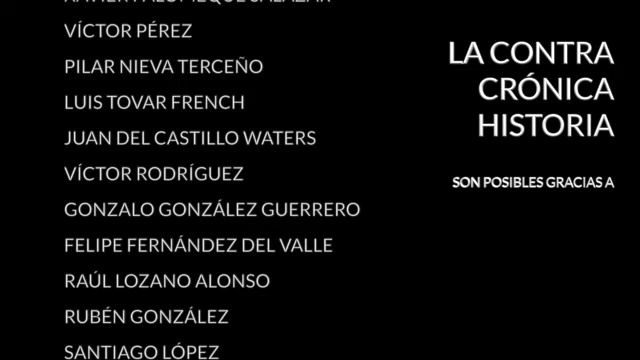 VÍCTOR PÉREZ
PILAR NIEVA TERCEÑO
LUIS TOVAR FRENCH
JUAN DEL CASTILLO WATERS
VÍCTOR RODRÍGUEZ
GONZALO GONZÁLEZ GUERRERO
FELIPE FERNÁNDEZ DEL VALLE
RAÚL LOZANO ALONSO
RUBÉN GONZÁLEZ
SANTIAGO LÓPEZ
LA CONTRA
CRÓNICA
HISTORIA
SON POSIBLES GRACIAS A